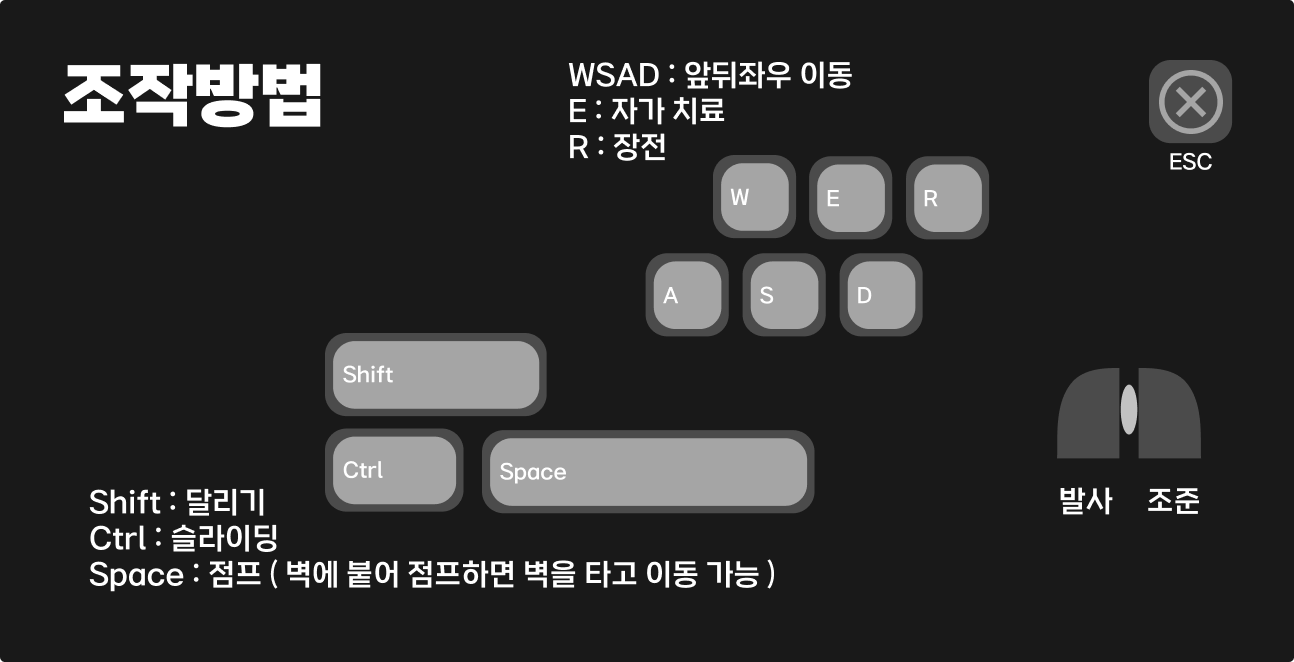 조작방법
WSAD : 앞뒤좌우 이동
E : 자가 치료
R : 장전
ESC
W
E
R
A
S
D
Shift
Ctrl
Space
발사
조준
Shift : 달리기
Ctrl : 슬라이딩
Space : 점프 ( 벽에 붙어 점프하면 벽을 타고 이동 가능 )